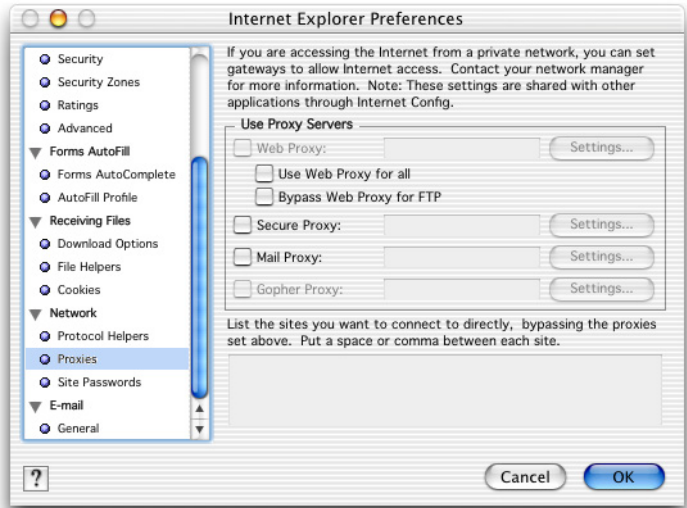 Internet Explorer Preferences
Security
Security Zones
Ratings
Advanced
Forms AutoFill
Forms AutoComplete
AutoFill Profile
Receiving Files
Download Options
File Helpers
Cookies
Network
Protocol Helpers
Proxies
Site Passwords
E-mail
General
If you are accessing the Internet from a private network, you can set
gateways to allow Internet access. Contact your network manager
for more information. Note: These settings are shared with other
applications through Internet Config.
Use Proxy Servers
Web Proxy: Settings...
Use Web Proxy for all
Bypass Web Proxy for FTP
Secure Proxy: Settings...
Mail Proxy: Settings...
Gopher Proxy: Settings...
List the sites you want to connect to directly, bypassing the proxies
set above. Put a space or comma between each site.
?
Cancel OK